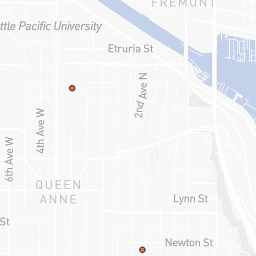 FREMONT
ttle Pacific University
Etruria St
2nd Ave N
4th Ave W
6th Ave W
QUEEN
ANNE
Lynn St
St
Newton St